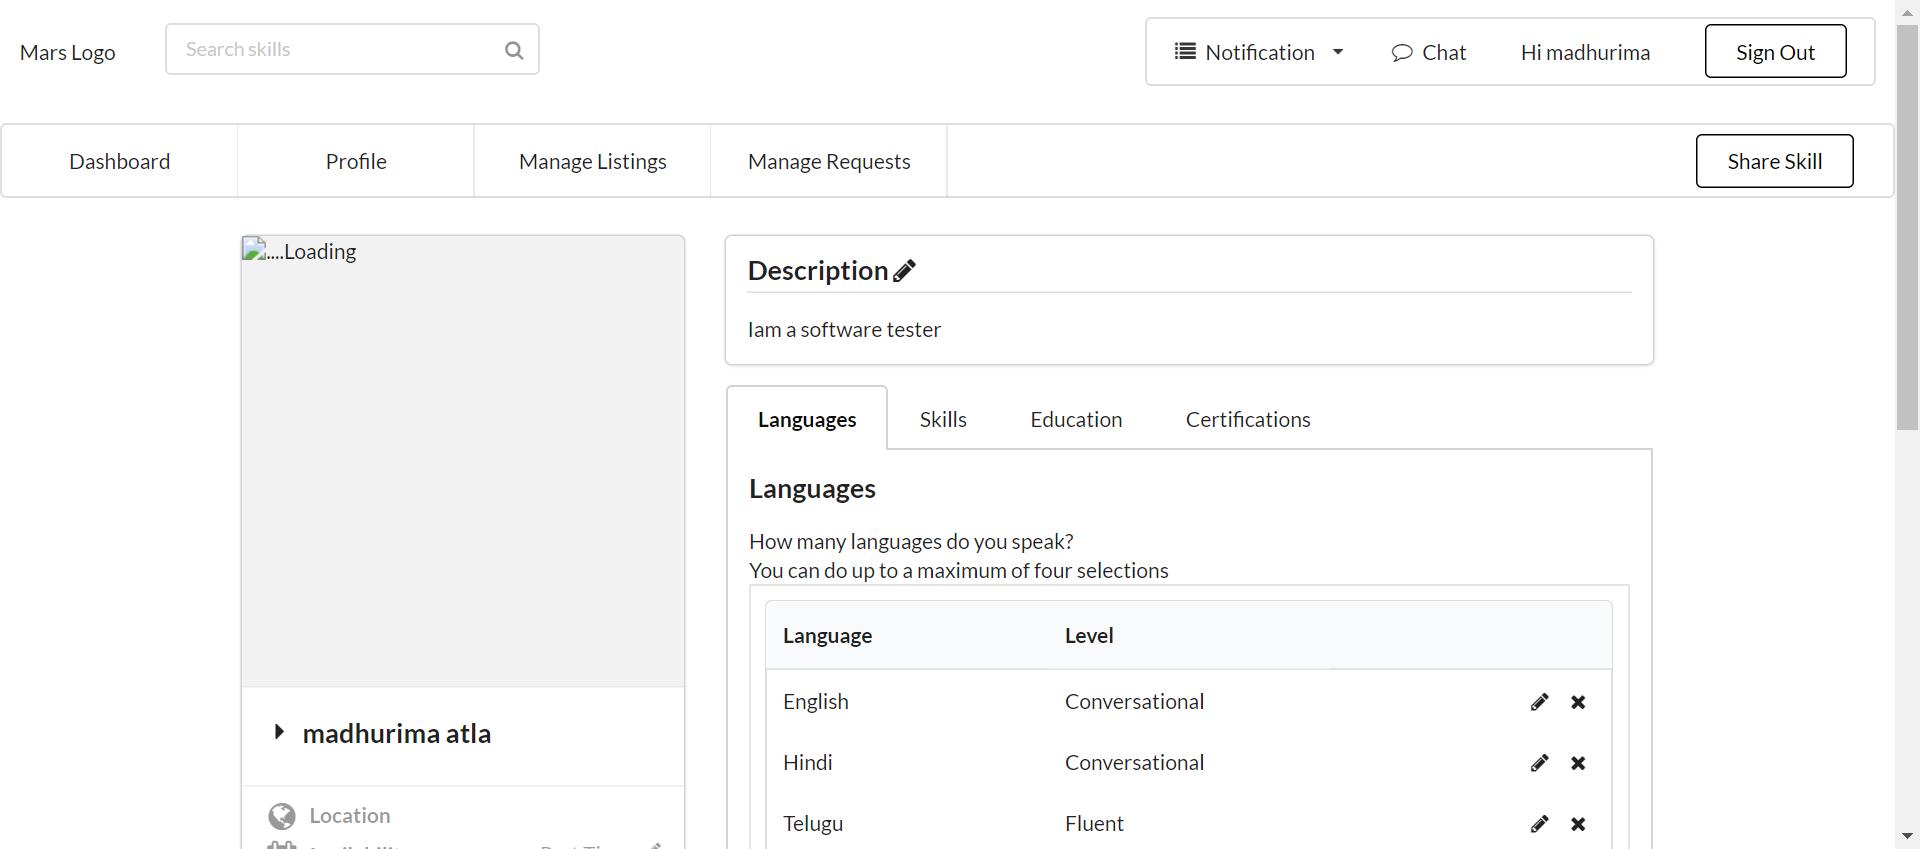 Mars Logo
Search skills
Notification
Chat
Hi madhurima
Sign Out
Dashboard
Profile
Manage Listings
Manage Requests
Share Skill
....Loading
madhurima atla
Location
Description
Iam a software tester
Languages
Skills
Education
Certifications
Languages
How many languages do you speak?
You can do up to a maximum of four selections
Language Level
English Conversational
Hindi Conversational
Telugu Fluent